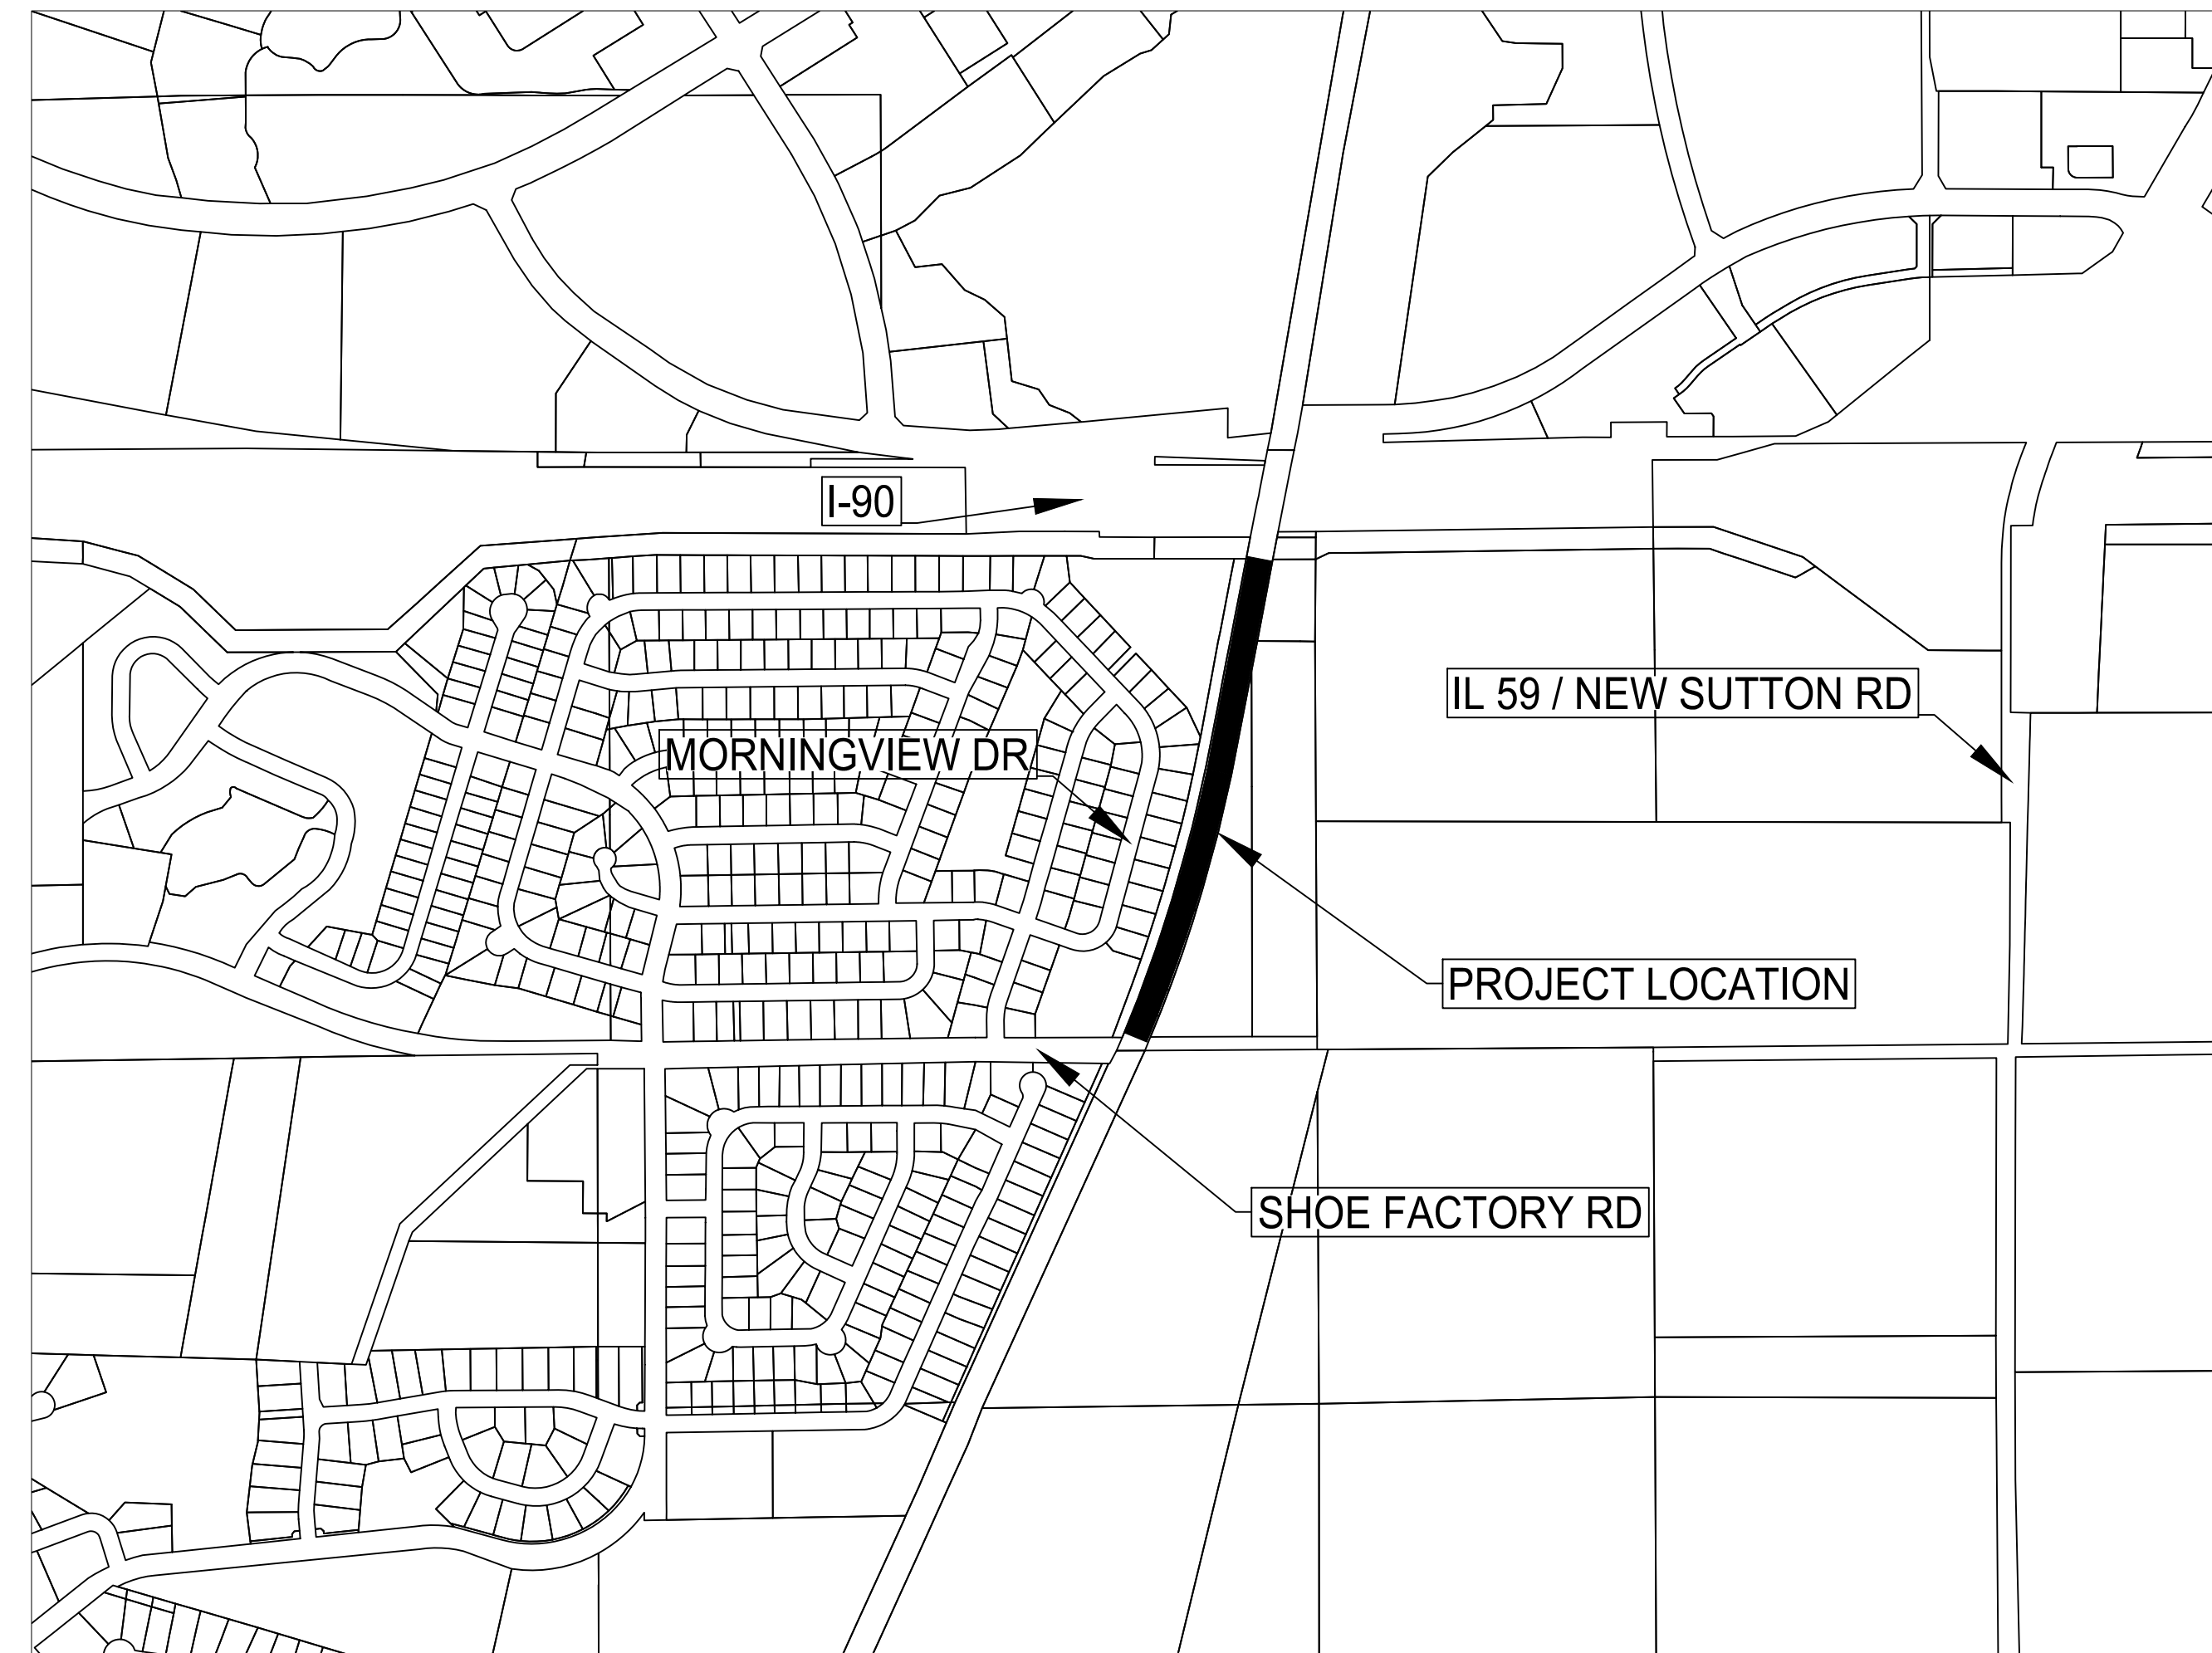 I-90
IL 59 / NEW SUTTON RD
MORNINGVIEW DR
PROJECT LOCATION
SHOE FACTORY RD